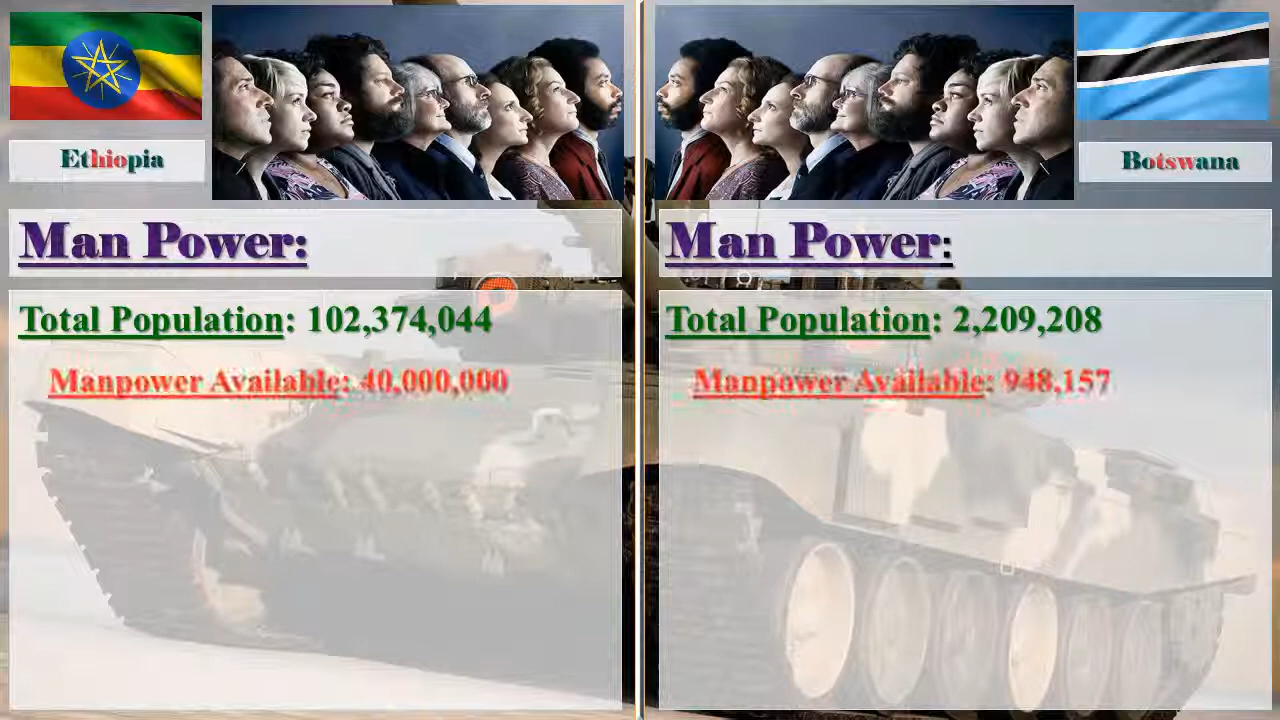 Ethiopia
Man Power:
Total Population: 102,374,044
Manpower Available: 40,000,000
Botswana
Man Power:
Total Population: 2,209,208
Manpower Available: 948,157